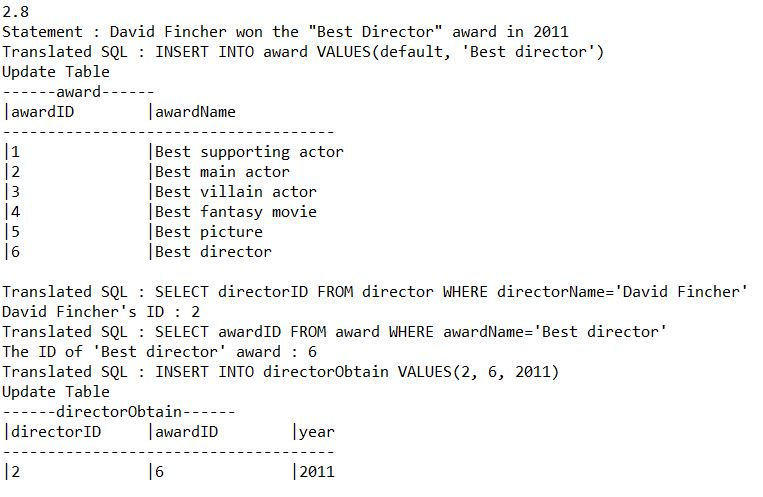 2.8
Statement : David Fincher won the "Best Director" award in 2011
Translated SQL : INSERT INTO award VALUES(default, 'Best director')
Update Table
------award------
|awardID        |awardName
-------------------------------------
|1              |Best supporting actor
|2              |Best main actor
|3              |Best villain actor
|4              |Best fantasy movie
|5              |Best picture
|6              |Best director
Translated SQL : SELECT directorID FROM director WHERE directorName='David Fincher'
David Fincher's ID : 2
Translated SQL : SELECT awardID FROM award WHERE awardName='Best director'
The ID of 'Best director' award : 6
Translated SQL : INSERT INTO directorObtain VALUES(2, 6, 2011)
Update Table
------directorObtain------
|directorID     |awardID        |year
-------------------------------------
|2              |6              |2011